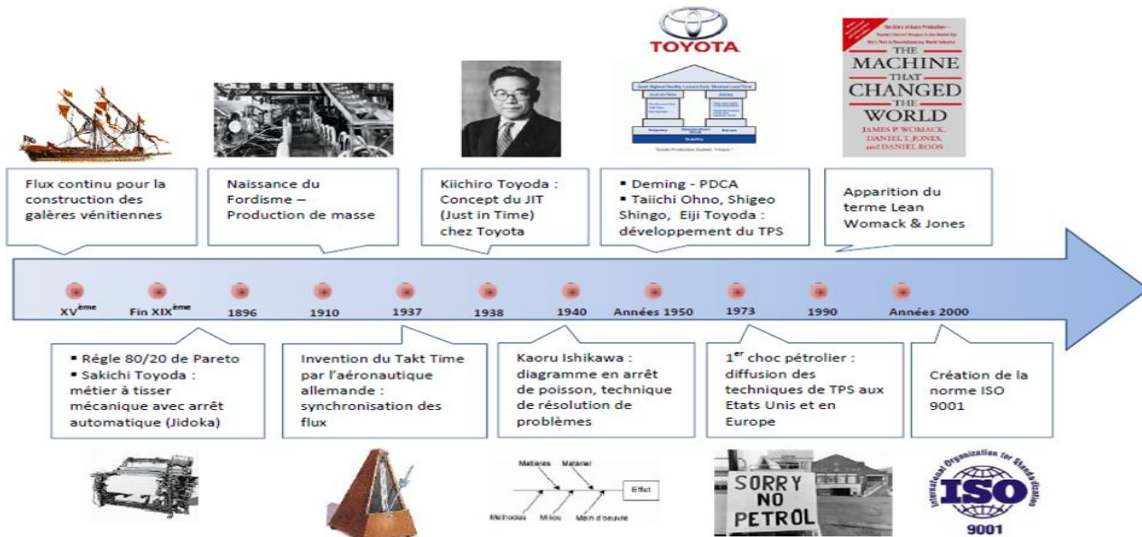 TOYOTA
THE
MACHINE
THAT
CHANGED
THE
WORLD
JAMES P. WOMACK,
DANIEL T. JONES,
AND DANIEL ROOS
Flux continu pour la
construction des
galères vénitiennes
Naissance du
Fordisme –
Production de masse
Kiichiro Toyoda :
Concept du JIT
(Just in Time)
chez Toyota
▪ Deming - PDCA
▪ Taiichi Ohno, Shigeo
Shingo, Eiji Toyoda :
développement du TPS
Apparition du
terme Lean
Womack & Jones
XVème
Fin XIXème
1896
1910
1937
1938
1940
Années 1950
1973
1990
Années 2000
▪ Régle 80/20 de Pareto
▪ Sakichi Toyoda :
métier à tisser
mécanique avec arrêt
automatique (Jidoka)
Invention du Takt Time
par l'aéronautique
allemande :
synchronisation des
flux
Kaoru Ishikawa :
diagramme en arrêt
de poisson, technique
de résolution de
problèmes
1er choc pétrolier :
diffusion des
techniques de TPS aux
Etats Unis et en
Europe
Création de la
norme ISO
9001
Matières
Matériel
Effet
Méthodes
Milieu
Main d'oeuvre
SORRY
NO
PETROL
International Organization for Standardization
ISO
9001